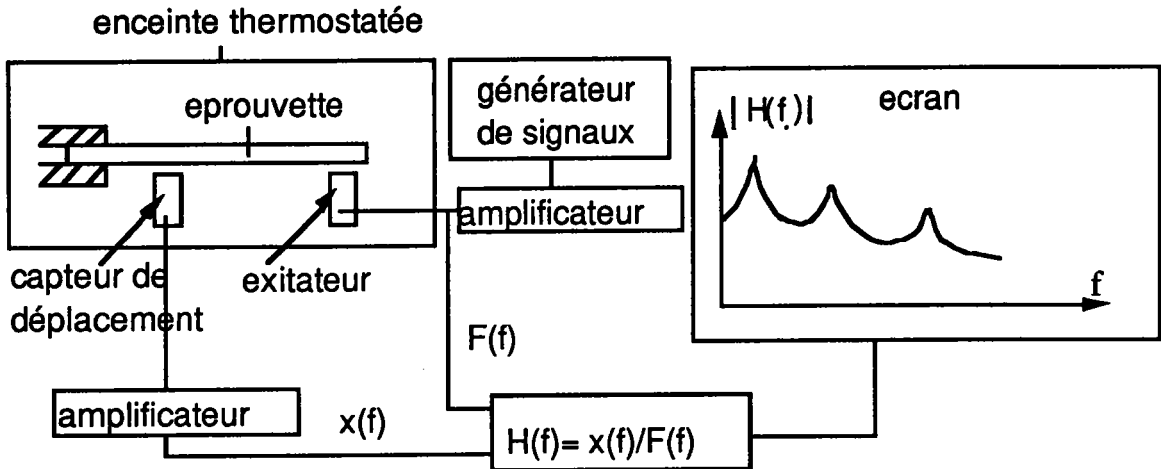 enceinte thermostatée
eprouvette
générateur
de signaux
ecran
| H(f.) |
amplificateur
capteur de
déplacement
exitateur
f
F(f)
amplificateur
x(f)
H(f)= x(f)/F(f)